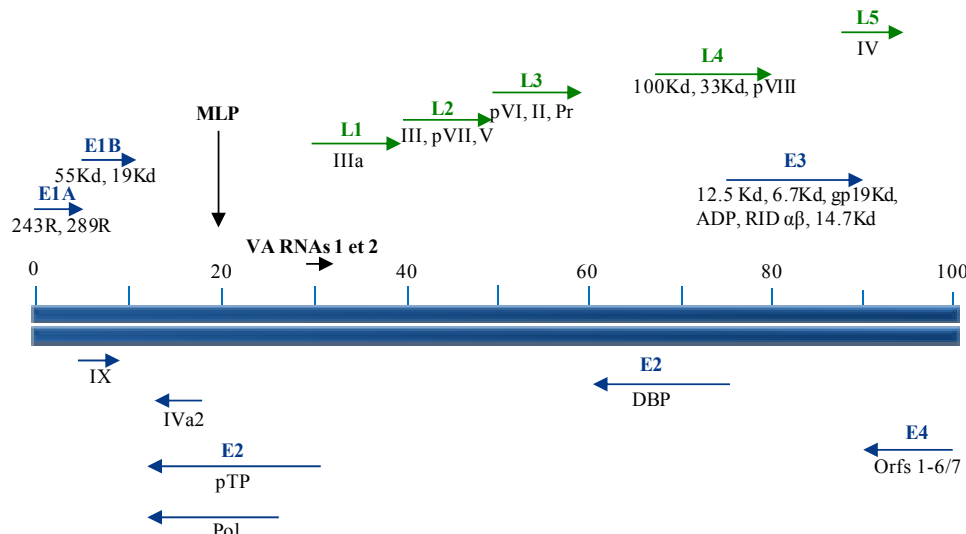 L5
IV
L4
100Kd, 33Kd, pVIII
L3
pVI, II, Pr
MLP
L2
III, pVII, V
L1
IIIa
E1B
55Kd, 19Kd
E3
12.5 Kd, 6.7Kd, gp19Kd,
ADP, RID αβ, 14.7Kd
E1A
243R, 289R
VA RNAs 1 et 2
0 20 40 60 80 100
IX
E2
DBP
IVa2
E4
Orfs 1-6/7
E2
pTP
Pol